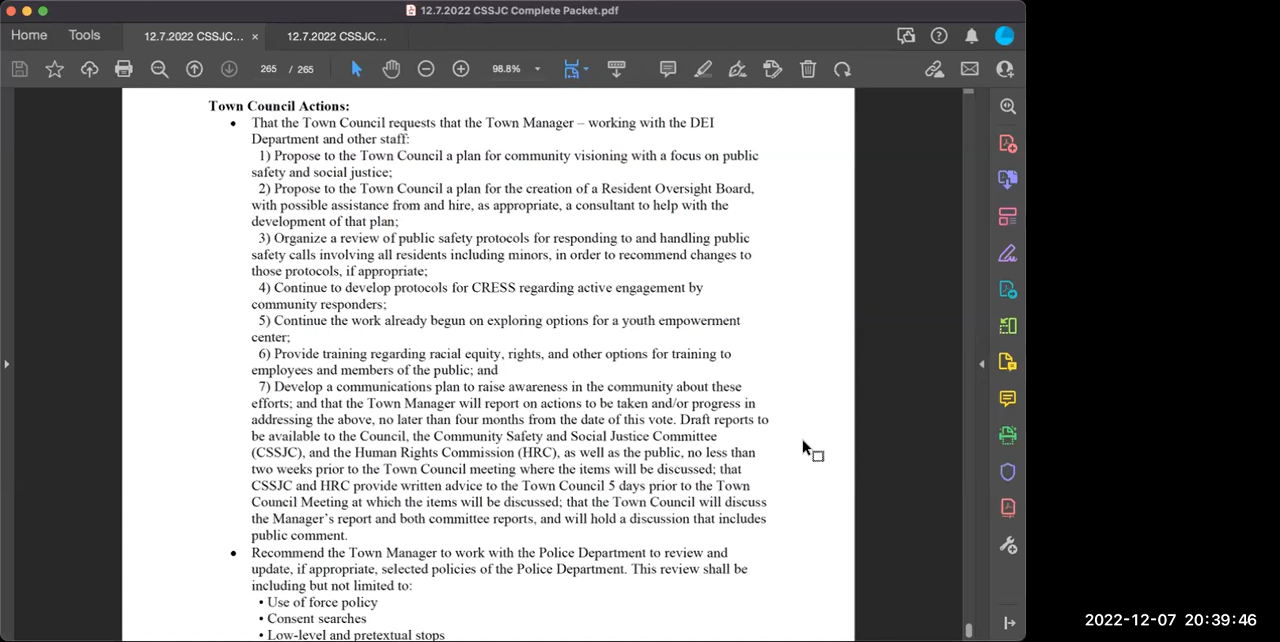 12.7.2022 CSSJC Complete Packet.pdf
Home Tools 12.7.2022 CSSJC... × 12.7.2022 CSSJC...
265 / 265 98.8%
Town Council Actions:
• That the Town Council requests that the Town Manager – working with the DEI
Department and other staff:
1) Propose to the Town Council a plan for community visioning with a focus on public
safety and social justice;
2) Propose to the Town Council a plan for the creation of a Resident Oversight Board,
with possible assistance from and hire, as appropriate, a consultant to help with the
development of that plan;
3) Organize a review of public safety protocols for responding to and handling public
safety calls involving all residents including minors, in order to recommend changes to
those protocols, if appropriate;
4) Continue to develop protocols for CRESS regarding active engagement by
community responders;
5) Continue the work already begun on exploring options for a youth empowerment
center;
6) Provide training regarding racial equity, rights, and other options for training to
employees and members of the public; and
7) Develop a communications plan to raise awareness in the community about these
efforts; and that the Town Manager will report on actions to be taken and/or progress in
addressing the above, no later than four months from the date of this vote. Draft reports to
be available to the Council, the Community Safety and Social Justice Committee
(CSSJC), and the Human Rights Commission (HRC), as well as the public, no less than
two weeks prior to the Town Council meeting where the items will be discussed; that
CSSJC and HRC provide written advice to the Town Council 5 days prior to the Town
Council Meeting at which the items will be discussed; that the Town Council will discuss
the Manager's report and both committee reports, and will hold a discussion that includes
public comment.
• Recommend the Town Manager to work with the Police Department to review and
update, if appropriate, selected policies of the Police Department. This review shall be
including but not limited to:
• Use of force policy
• Consent searches
• Low-level and pretextual stops
2022-12-07 20:39:46